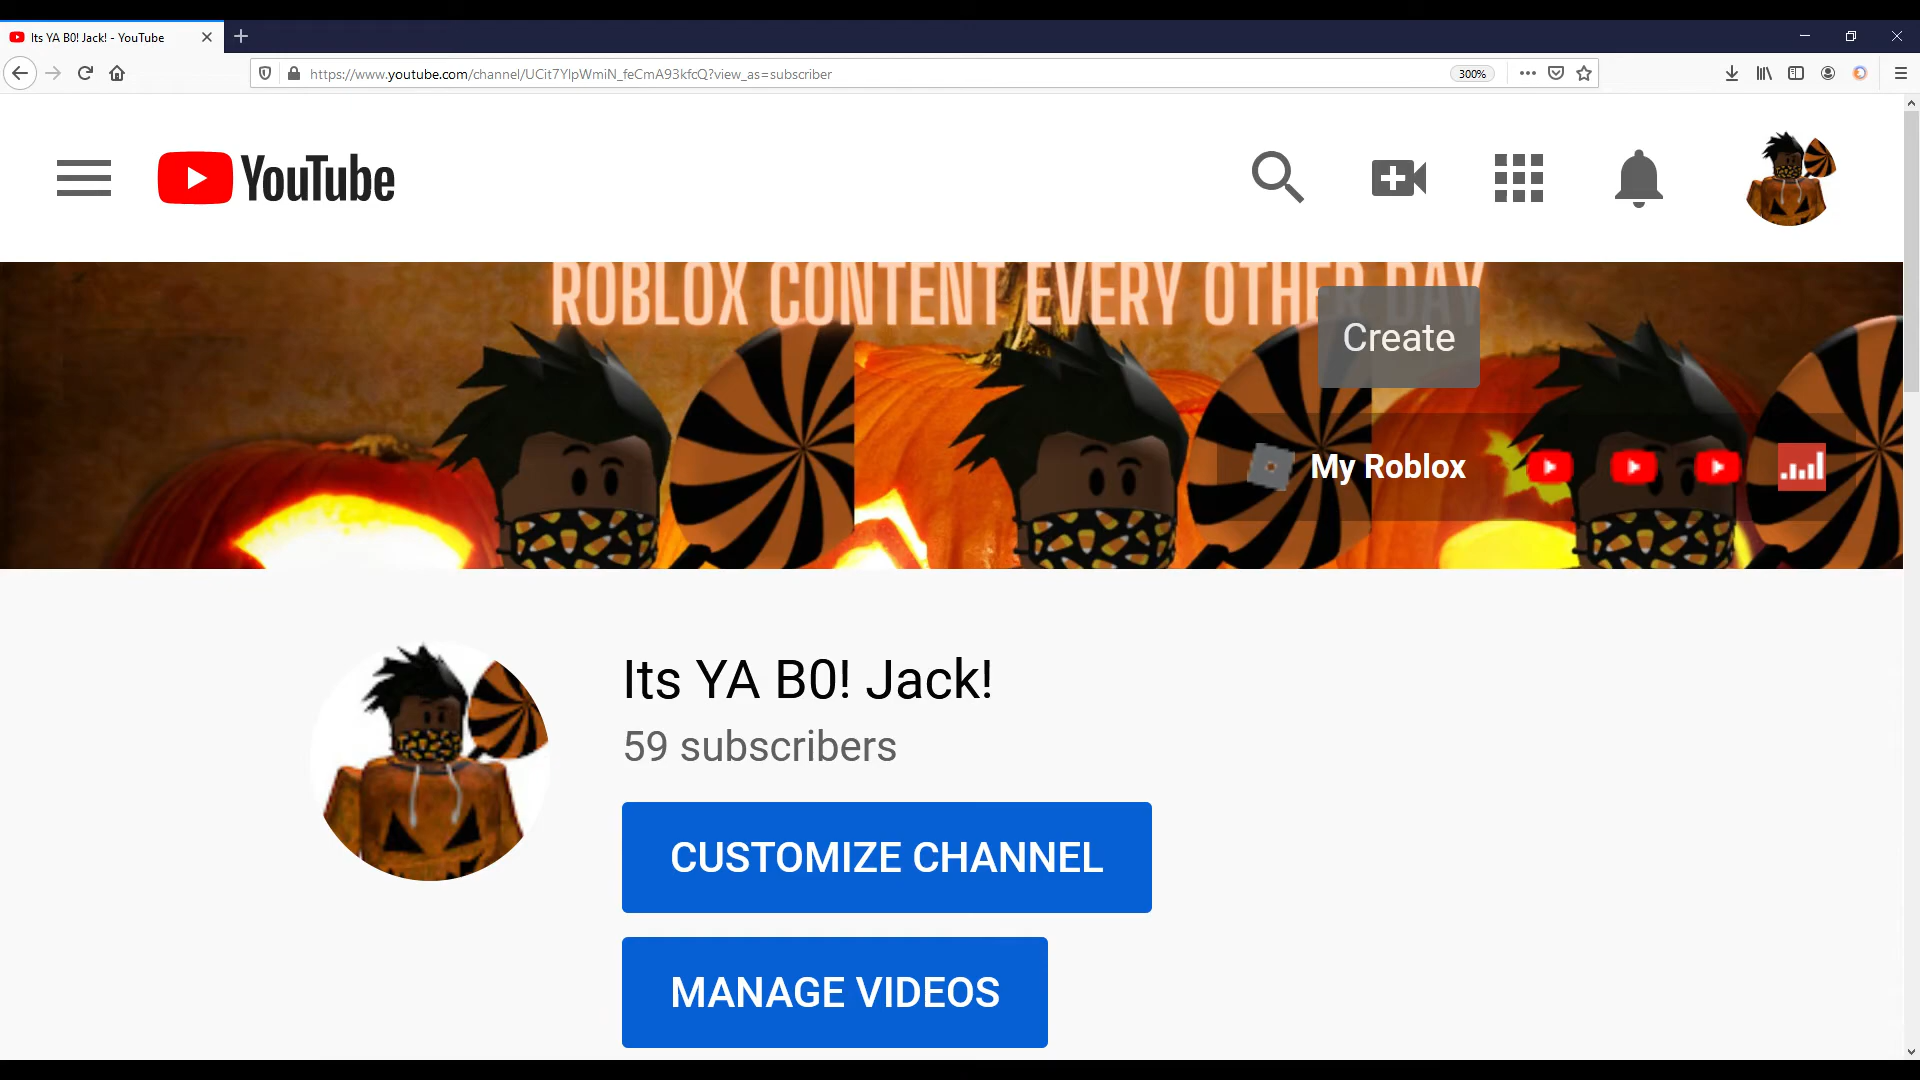 Its YA B0! Jack! - YouTube
https://www.youtube.com/channel/UCit7YlpWmiN_feCmA93kfcQ?view_as=subscriber
300%
YouTube
ROBLOX CONTENT EVERY OTHER DAY
Create
My Roblox
Its YA B0! Jack!
59 subscribers
CUSTOMIZE CHANNEL
MANAGE VIDEOS